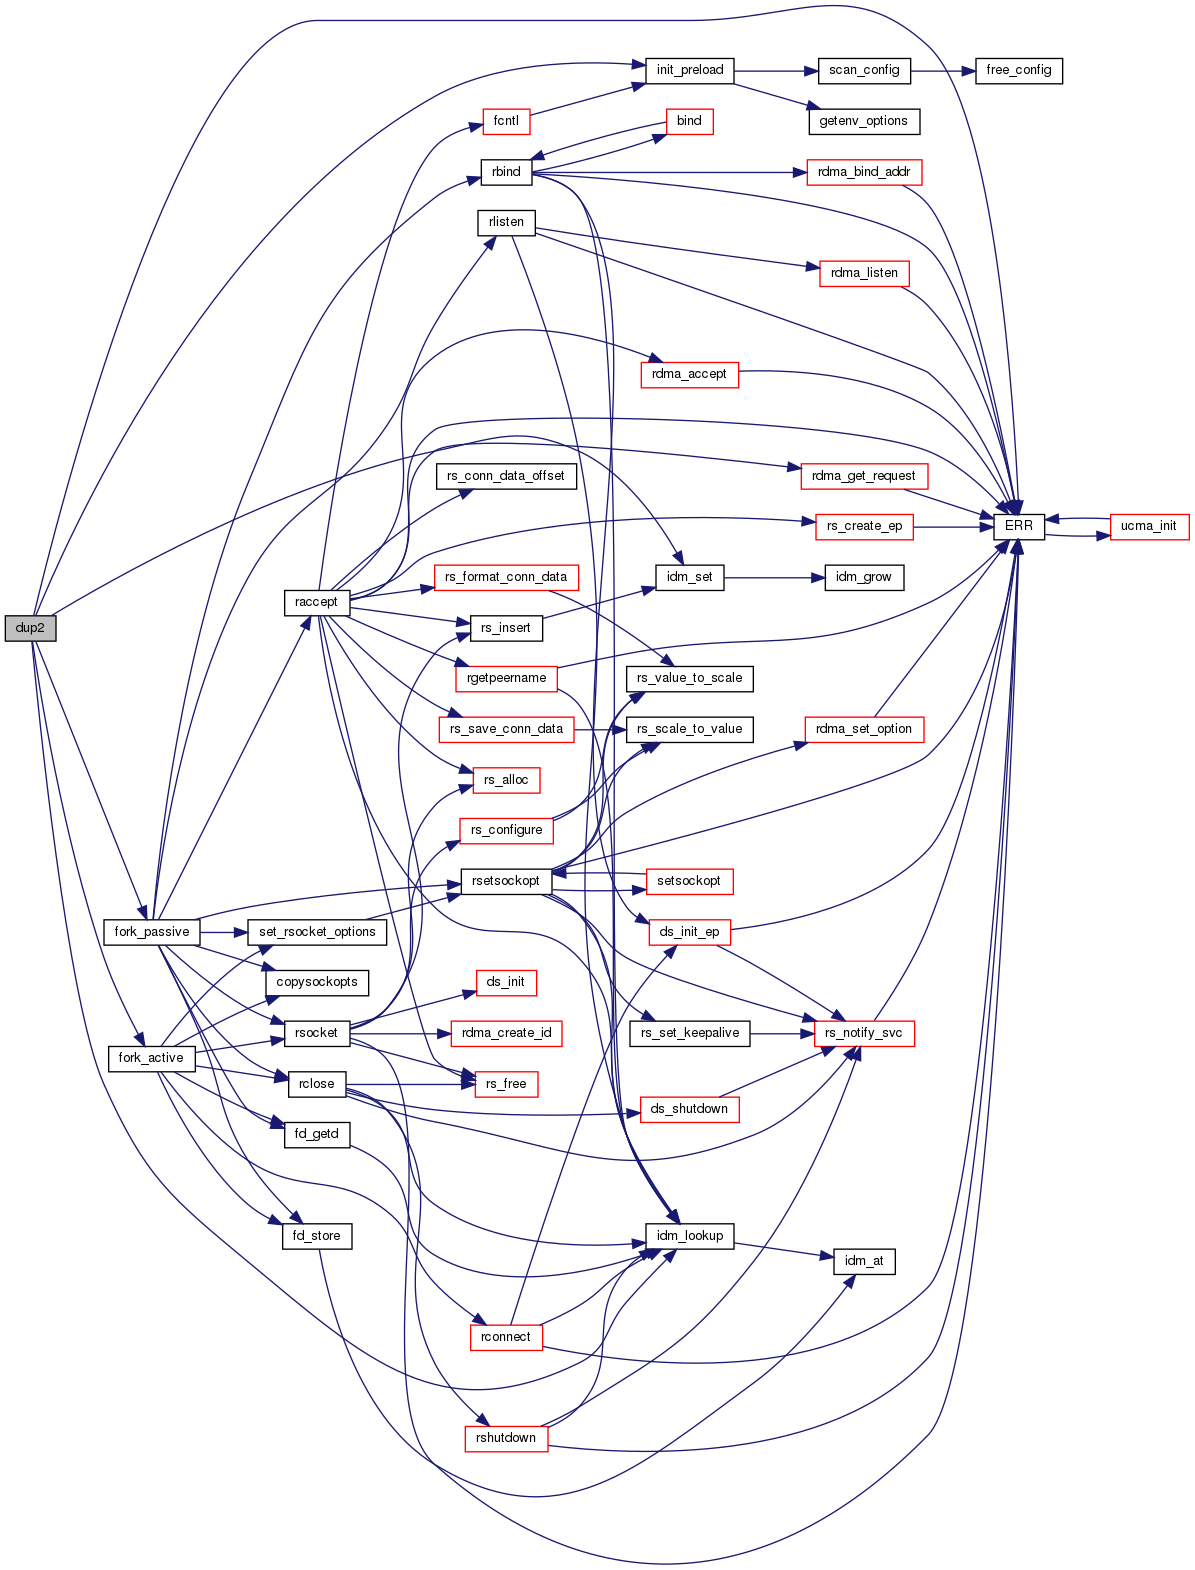 init_preload
scan_config
free_config
fcntl
bind
getenv_options
rbind
rdma_bind_addr
rlisten
rdma_listen
rdma_accept
rs_conn_data_offset
rdma_get_request
rs_create_ep
ERR
ucma_init
rs_format_conn_data
idm_set
idm_grow
raccept
dup2
rs_insert
rgetpeername
rs_value_to_scale
rs_save_conn_data
rs_scale_to_value
rdma_set_option
rs_alloc
rs_configure
rsetsockopt
setsockopt
fork_passive
set_rsocket_options
ds_init_ep
copysockopts
ds_init
rsocket
rdma_create_id
rs_set_keepalive
rs_notify_svc
fork_active
rclose
rs_free
ds_shutdown
fd_getd
fd_store
idm_lookup
idm_at
rconnect
rshutdown